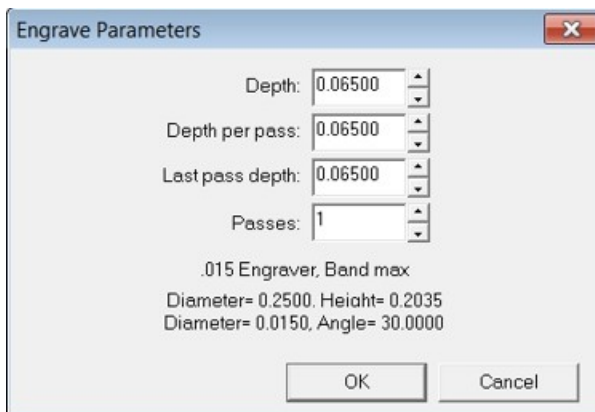 Engrave Parameters
Depth: 0.06500
Depth per pass: 0.06500
Last pass depth: 0.06500
Passes: 1
.015 Engraver, Band max
Diameter= 0.2500. Height= 0.2035
Diameter= 0.0150, Angle= 30.0000
OK Cancel